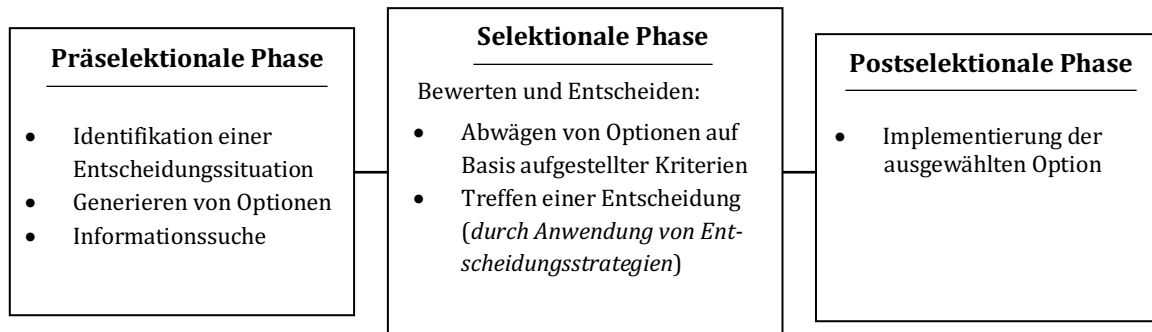 Präselektionale Phase
• Identifikation einer
Entscheidungssituation
• Generieren von Optionen
• Informationssuche
Selektionale Phase
Bewerten und Entscheiden:
• Abwägen von Optionen auf
Basis aufgestellter Kriterien
• Treffen einer Entscheidung
(durch Anwendung von Ent-
scheidungsstrategien)
Postselektionale Phase
• Implementierung der
ausgewählten Option